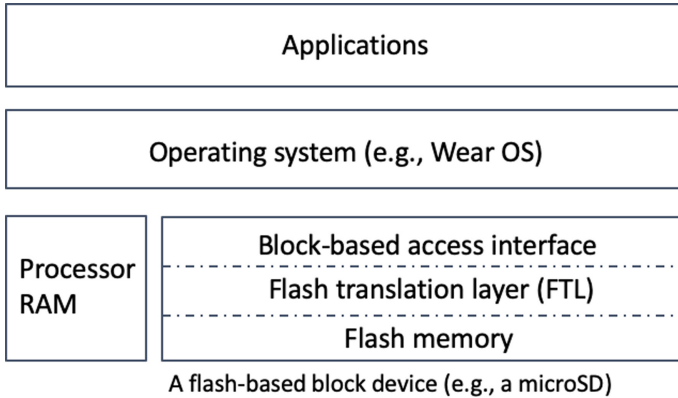 Applications
Operating system (e.g., Wear OS)
Processor
RAM
Block-based access interface
Flash translation layer (FTL)
Flash memory
A flash-based block device (e.g., a microSD)